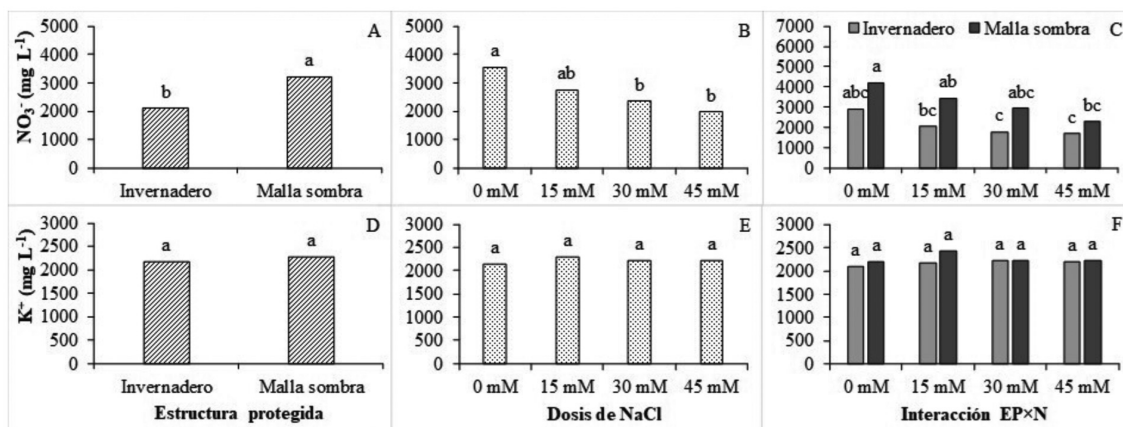 NO₃⁻ (mg L⁻¹)
5000
4000
3000
2000
1000
0
A
b
a
Invernadero
Malla sombra
5000
4000
3000
2000
1000
0
B
a
ab
b
b
0 mM
15 mM
30 mM
45 mM
7000
6000
5000
4000
3000
2000
1000
0
Invernadero
Malla sombra
C
abc
a
bc
ab
c
abc
c
bc
0 mM
15 mM
30 mM
45 mM
K⁺ (mg L⁻¹)
3000
2500
2000
1500
1000
500
0
D
a
a
Invernadero
Malla sombra
Estructura protegida
3000
2500
2000
1500
1000
500
0
E
a
a
a
a
0 mM
15 mM
30 mM
45 mM
Dosis de NaCl
3000
2500
2000
1500
1000
500
0
F
a
a
a
a
a
a
a
a
0 mM
15 mM
30 mM
45 mM
Interacción EP×N